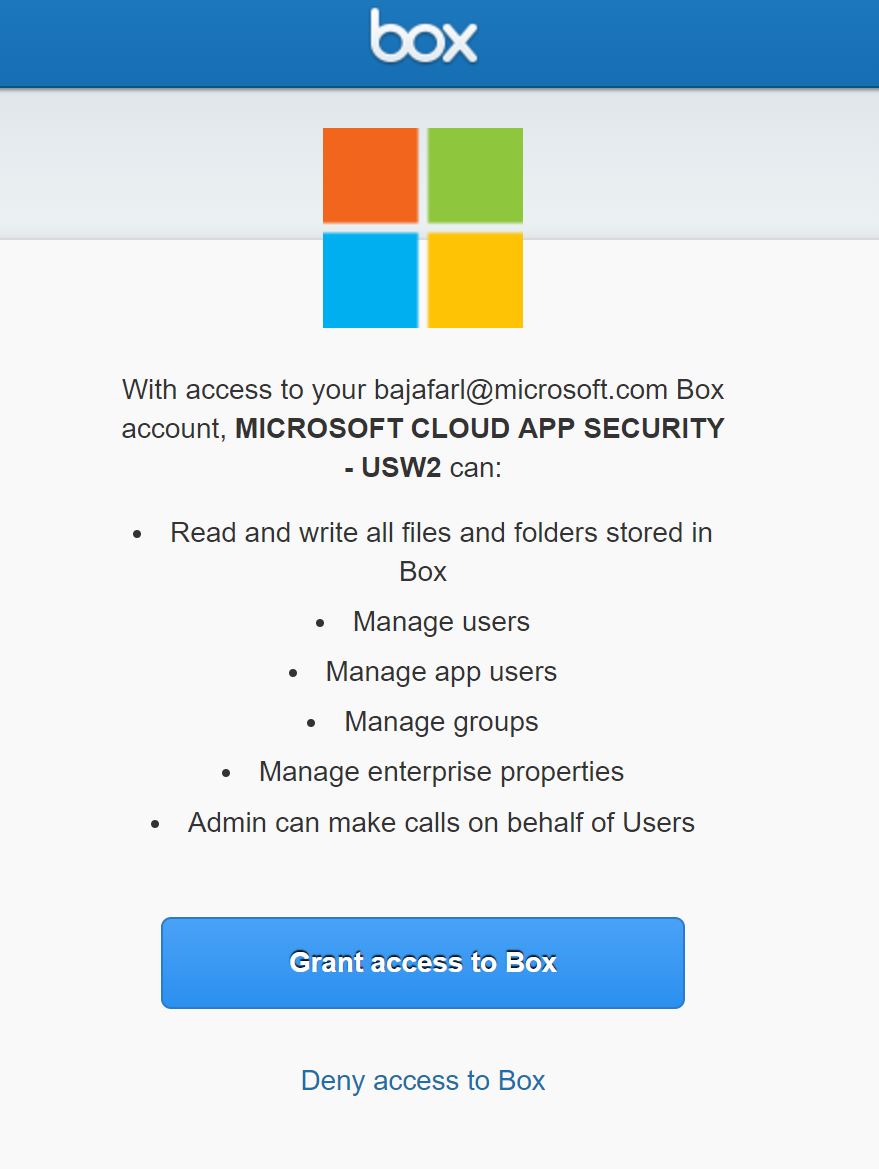 box
With access to your bajafarl@microsoft.com Box
account, MICROSOFT CLOUD APP SECURITY
- USW2 can:
• Read and write all files and folders stored in
Box
• Manage users
• Manage app users
• Manage groups
• Manage enterprise properties
• Admin can make calls on behalf of Users
Grant access to Box
Deny access to Box